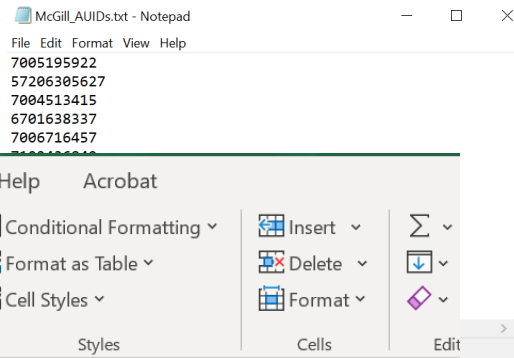 McGill_AUIDs.txt - Notepad
File Edit Format View Help
7005195922
57206305627
7004513415
6701638337
7006716457
Help Acrobat
Conditional Formatting Insert
Format as Table Delete
Cell Styles Format
Styles Cells Edit